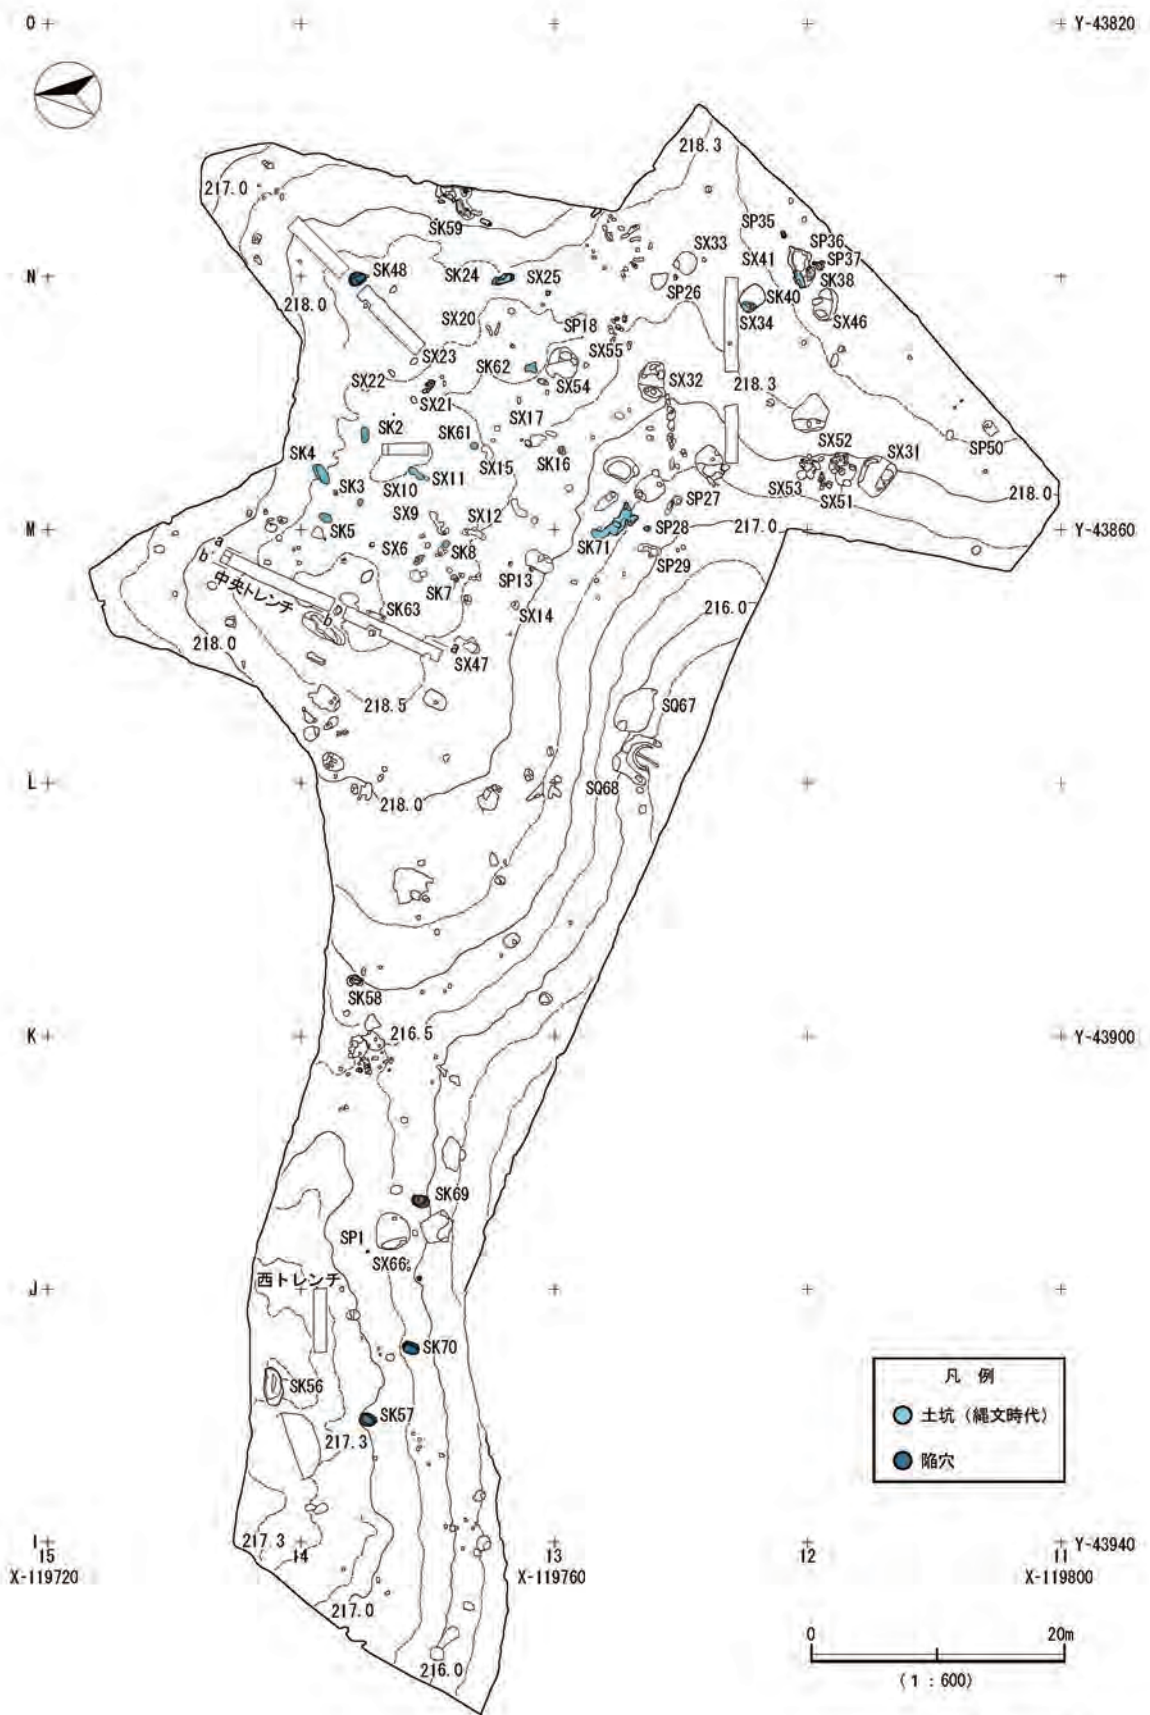 O
Y-43820
218.3
217.0
SK59
SP35
SX33
SP36
SX41
SP37
N
SK48
SK24
SX25
SK38
SP26
SK40
218.0
SX20
SP18
SX34
SX46
SX23
SX55
SK62
SX22
SX54
SX32
218.3
SX21
SX17
SK2
SK61
SX52
SP50
SK4
SX31
SX15
SK16
SK3
SX11
SX10
SX53
SX51
218.0
SX9
SX12
SP27
M
a
SK5
SP28
217.0
Y-43860
b'
SX6
SK8
SK71
中央トレンチ
SP29
SK7
SP13
b
SK63
SX14
216.0
218.0
a'
SX47
218.5
SQ67
L
SQ68
218.0
SK58
K
216.5
Y-43900
SK69
SP1
SX66
西トレンチ
J
SK70
凡 例
SK56
土坑（縄文時代）
SK57
217.3
陥穴
217.3
I
Y-43940
15
14
13
12
11
X-119720
X-119760
X-119800
217.0
0
20m
216.0
(1 : 600)